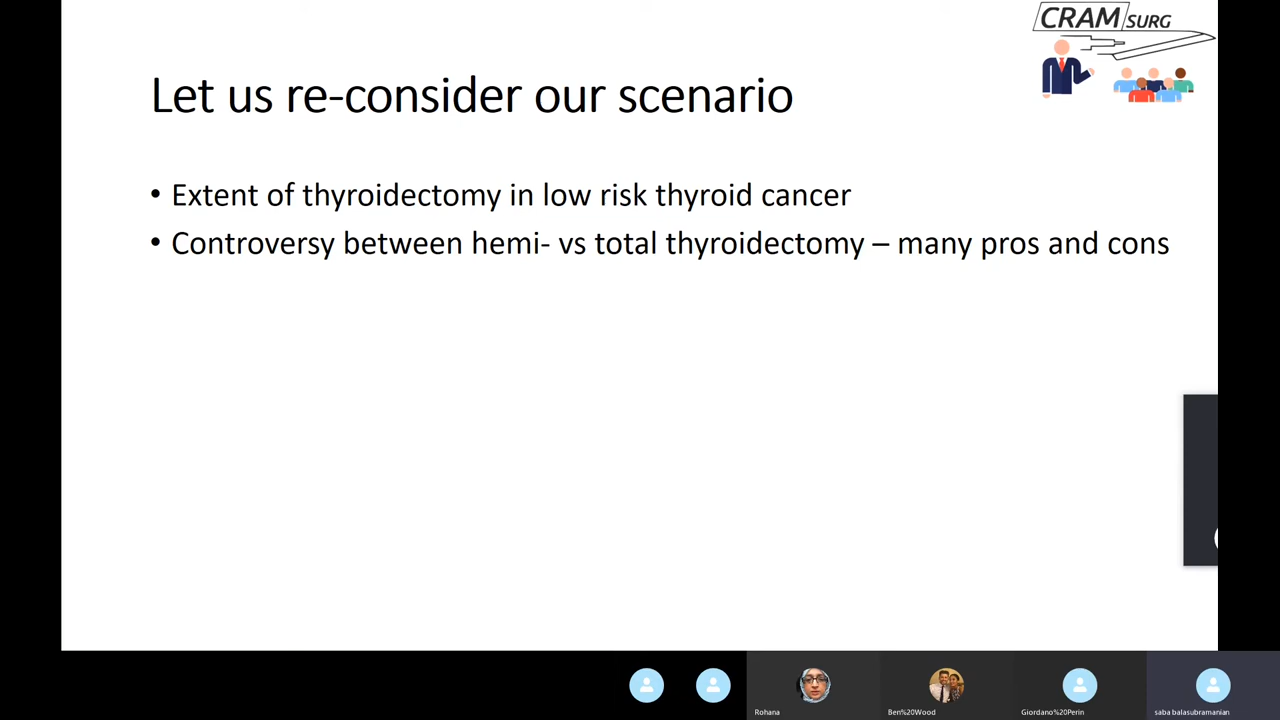 CRAM SURG
Let us re-consider our scenario
• Extent of thyroidectomy in low risk thyroid cancer
• Controversy between hemi- vs total thyroidectomy – many pros and cons
Rohana
Ben%20Wood
Giordano%20Perin
saba balasubramanian